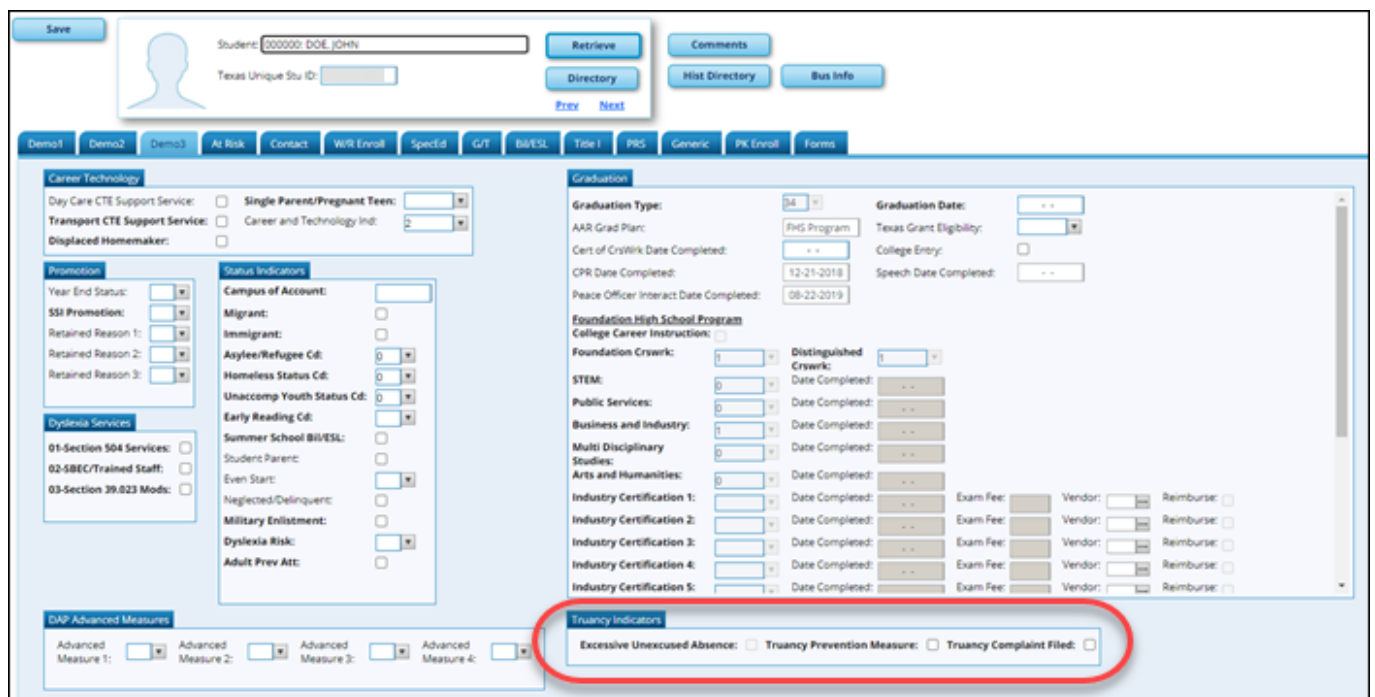 Save
Student: 000000: DOE, JOHN
Retrieve
Comments
Texas Unique Stu ID:
Directory
Hist Directory
Bus Info
Prev Next
Demo1 Demo2 Demo3 At Risk Contact W/R Enroll SpecEd G/T Bil/ESL Title I PRS Generic PK Enroll Forms
Career Technology
Day Care CTE Support Service: Single Parent/Pregnant Teen:
Transport CTE Support Service: Career and Technology Ind: 2
Displaced Homemaker:
Promotion
Year End Status:
SSI Promotion:
Retained Reason 1:
Retained Reason 2:
Retained Reason 3:
Dyslexia Services
01-Section 504 Services:
02-SBEC/Trained Staff:
03-Section 39.023 Mods:
Status Indicators
Campus of Account:
Migrant:
Immigrant:
Asylee/Refugee Cd: 0
Homeless Status Cd: 0
Unaccomp Youth Status Cd: 0
Early Reading Cd:
Summer School Bil/ESL:
Student Parent:
Even Start:
Neglected/Delinquent:
Military Enlistment:
Dyslexia Risk:
Adult Prev Att:
Graduation
Graduation Type: 34 Graduation Date: - -
AAR Grad Plan: FHS Program Texas Grant Eligibility:
Cert of CrsWrk Date Completed: - - College Entry:
CPR Date Completed: 12-21-2018 Speech Date Completed: - -
Peace Officer Interact Date Completed: 08-22-2019
Foundation High School Program
College Career Instruction:
Foundation Crswrk: 1 Distinguished Crswrk: 1
STEM: 0 Date Completed: - -
Public Services: 0 Date Completed: - -
Business and Industry: 1 Date Completed: - -
Multi Disciplinary Studies: 0 Date Completed: - -
Arts and Humanities: 0 Date Completed: - -
Industry Certification 1: Date Completed: - - Exam Fee: Vendor: Reimburse:
Industry Certification 2: Date Completed: - - Exam Fee: Vendor: Reimburse:
Industry Certification 3: Date Completed: - - Exam Fee: Vendor: Reimburse:
Industry Certification 4: Date Completed: - - Exam Fee: Vendor: Reimburse:
Industry Certification 5: Date Completed: - - Exam Fee: Vendor: Reimburse:
DAP Advanced Measures
Advanced Measure 1: Advanced Measure 2: Advanced Measure 3: Advanced Measure 4:
Truancy Indicators
Excessive Unexcused Absence: Truancy Prevention Measure: Truancy Complaint Filed: